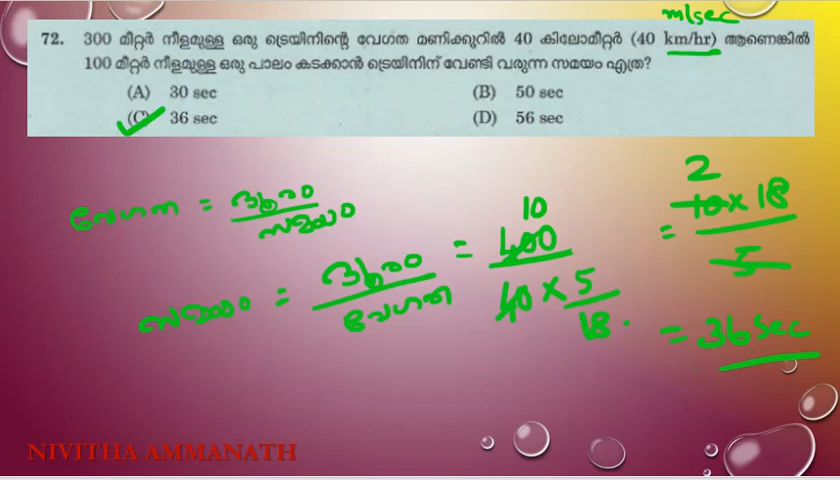 m/sec
72. 300 മീറ്റർ നീളമുള്ള ഒരു ട്രെയിനിന്റെ വേഗത മണിക്കൂറിൽ 40 കിലോമീറ്റർ (40 km/hr) ആണെങ്കിൽ
100 മീറ്റർ നീളമുള്ള ഒരു പാലം കടക്കാൻ ട്രെയിനിന് വേണ്ടി വരുന്ന സമയം എത്ര?
(A) 30 sec (B) 50 sec
(C) 36 sec (D) 56 sec
വേഗത = ദൂരം / സമയം
സമയം = ദൂരം / വേഗത = 10 400 / 40 × 5/18 = 2 10 × 18 / 5
= 36 sec
NIVITHA AMMANATH